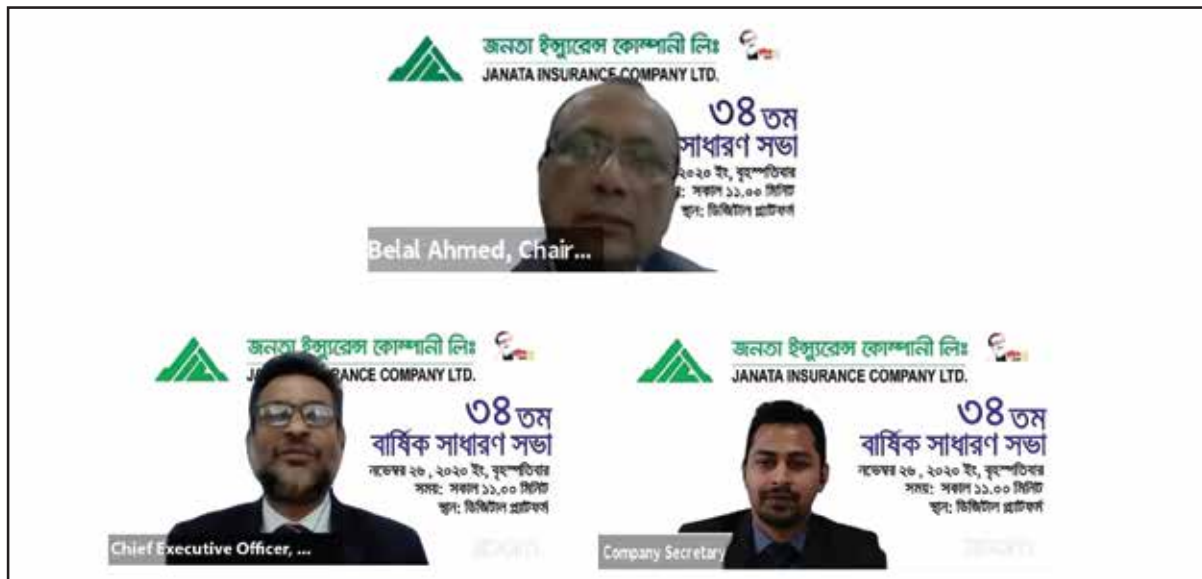 জনতা ইন্স্যুরেন্স কোম্পানী লিঃ
JANATA INSURANCE COMPANY LTD.
৩৪ তম
সাধারণ সভা
২০২০ ইং, বৃহস্পতিবার
সকাল ১১.০০ মিনিট
স্থান: ডিজিটাল প্লাটফর্ম
Belal Ahmed, Chair...
জনতা ইন্স্যুরেন্স কোম্পানী লিঃ
RANCE COMPANY LTD.
৩৪ তম
বার্ষিক সাধারণ সভা
নভেম্বর ২৬ , ২০২০ ইং, বৃহস্পতিবার
সময়: সকাল ১১.০০ মিনিট
স্থান: ডিজিটাল প্লাটফর্ম
Chief Executive Officer, ...
zoom
জনতা ইন্স্যুরেন্স কোম্পানী লিঃ
JANATA INSURANCE COMPANY LTD.
৩৪ তম
বার্ষিক সাধারণ সভা
নভেম্বর ২৬ , ২০২০ ইং, বৃহস্পতিবার
সময়: সকাল ১১.০০ মিনিট
স্থান: ডিজিটাল প্লাটফর্ম
Company Secretary
zoom